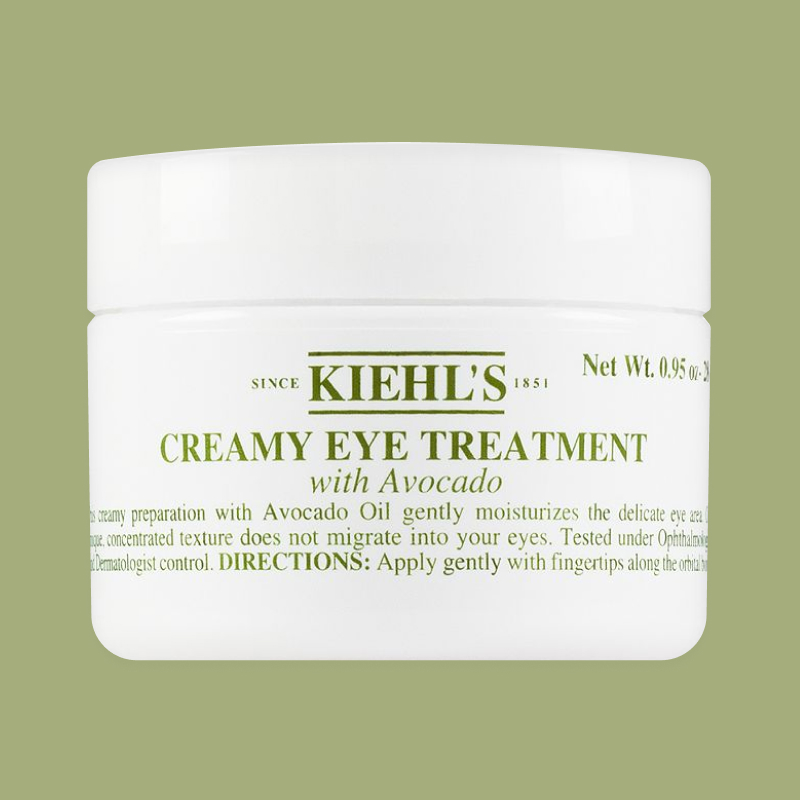 SINCE KIEHL'S 1851
Net Wt. 0.95 oz.
CREAMY EYE TREATMENT
with Avocado
creamy preparation with Avocado Oil gently moisturizes the delicate eye area
concentrated texture does not migrate into your eyes. Tested under
Dermatologist control. DIRECTIONS: Apply gently with fingertips along the orbital